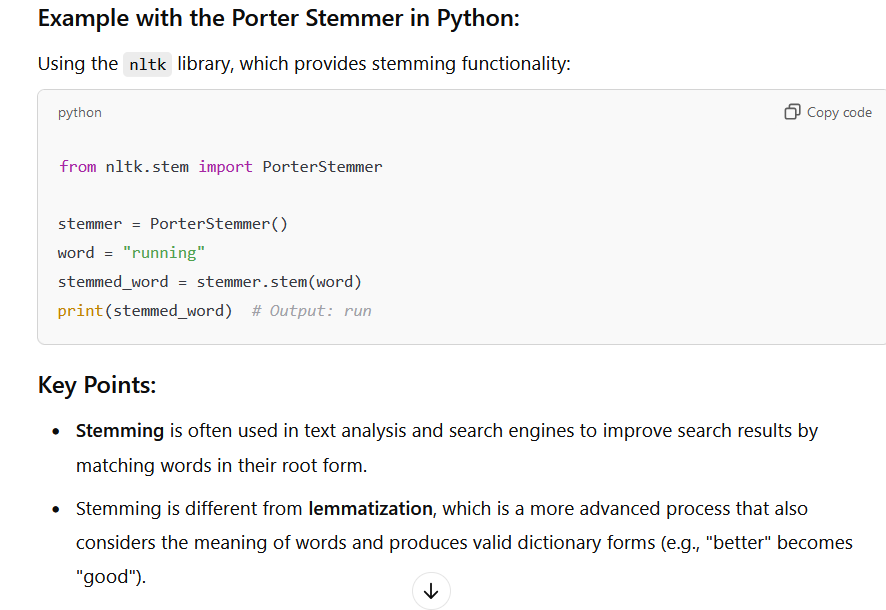 Example with the Porter Stemmer in Python:
Using the nltk library, which provides stemming functionality:
python
Copy code
from nltk.stem import PorterStemmer
stemmer = PorterStemmer()
word = "running"
stemmed_word = stemmer.stem(word)
print(stemmed_word)  # Output: run
Key Points:
• Stemming is often used in text analysis and search engines to improve search results by
matching words in their root form.
• Stemming is different from lemmatization, which is a more advanced process that also
considers the meaning of words and produces valid dictionary forms (e.g., "better" becomes
"good").